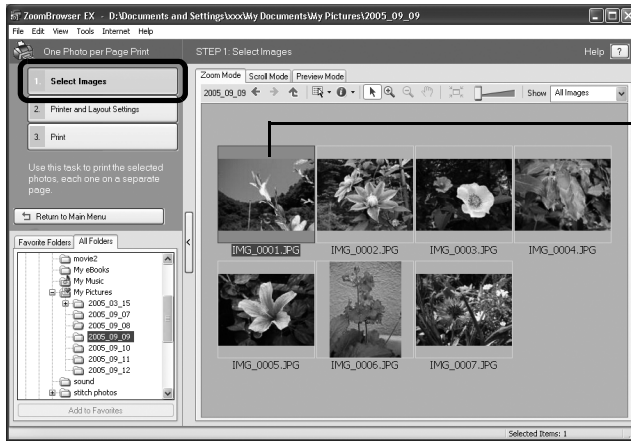 ZoomBrowser EX - D:\Documents and Settings\xxx\My Documents\My Pictures\2005_09_09
File Edit View Tools Internet Help
One Photo per Page Print
STEP 1: Select Images
Help ?
1. Select Images
2. Printer and Layout Settings
3. Print
Use this task to print the selected
photos, each one on a separate
page.
Return to Main Menu
Favorite Folders All Folders
movie2
My eBooks
My Music
My Pictures
2005_03_15
2005_09_07
2005_09_08
2005_09_09
2005_09_10
2005_09_11
2005_09_12
sound
stitch photos
Add to Favorites
Zoom Mode Scroll Mode Preview Mode
2005_09_09 Show All Images
IMG_0001.JPG IMG_0002.JPG IMG_0003.JPG IMG_0004.JPG
IMG_0005.JPG IMG_0006.JPG IMG_0007.JPG
Selected Items: 1